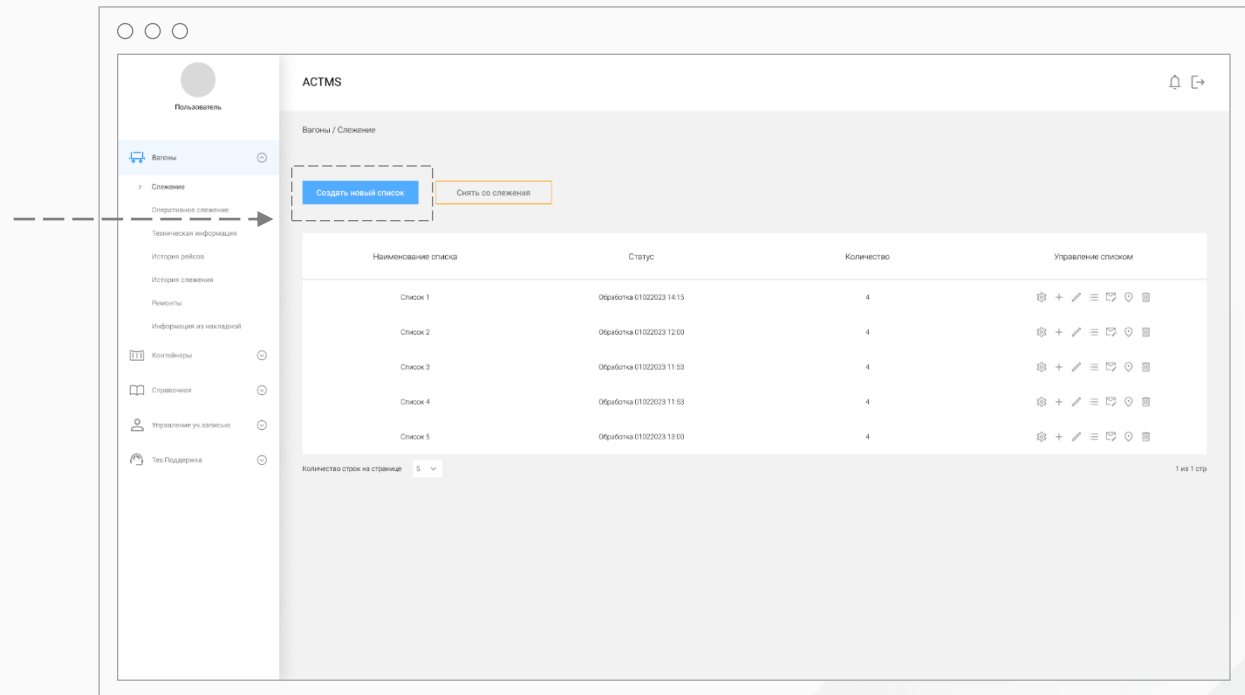 Пользователь
ACTMS
Вагоны / Слежение
Вагоны
> Слежение
Оперативное слежение
Техническая информация
История рейсов
История слежения
Ремонты
Информация из накладной
Контейнеры
Справочная
Управление уч.записью
Тех.Поддержка
Создать новый список
Снять со слежения
Наименование списка Статус Количество Управление списком
Список 1 Обработка 01022023 14:15 4
Список 2 Обработка 01022023 12:00 4
Список 3 Обработка 01022023 11:53 4
Список 4 Обработка 01022023 11:53 4
Список 5 Обработка 01022023 13:00 4
Количество строк на странице 5
1 из 1 стр